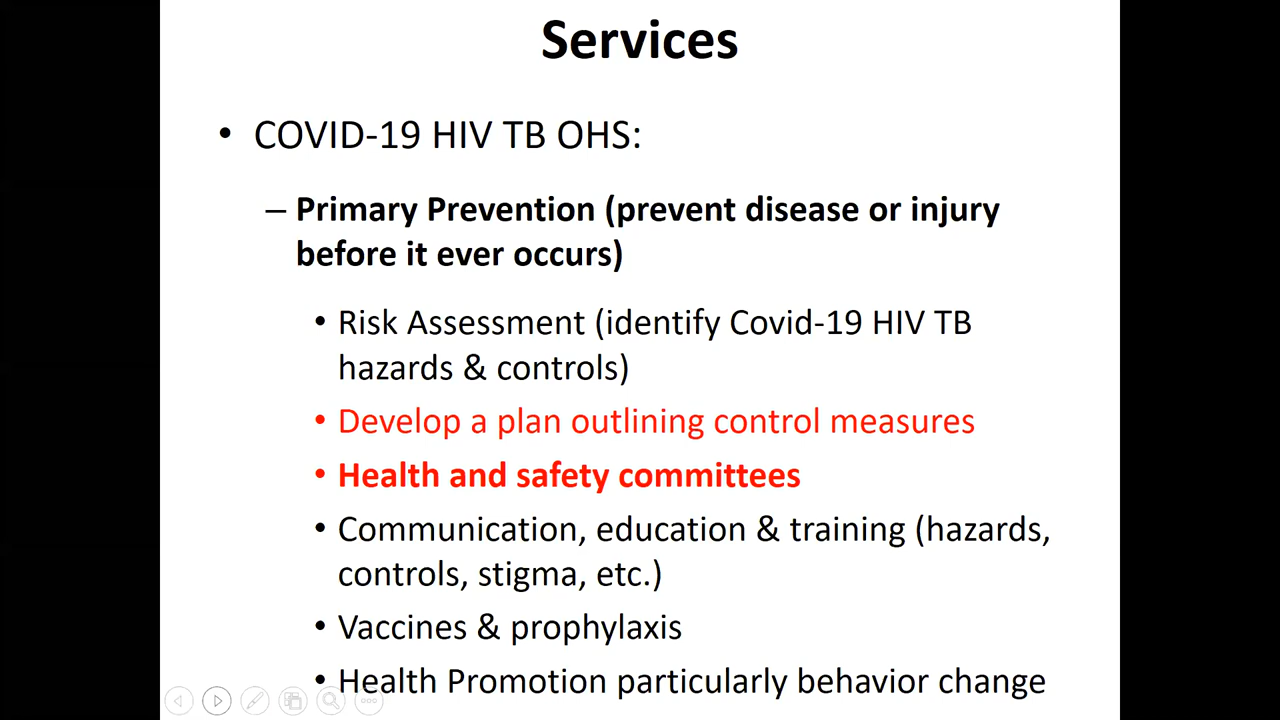 Services
• COVID-19 HIV TB OHS:
– Primary Prevention (prevent disease or injury
before it ever occurs)
• Risk Assessment (identify Covid-19 HIV TB
hazards & controls)
• Develop a plan outlining control measures
• Health and safety committees
• Communication, education & training (hazards,
controls, stigma, etc.)
• Vaccines & prophylaxis
• Health Promotion particularly behavior change